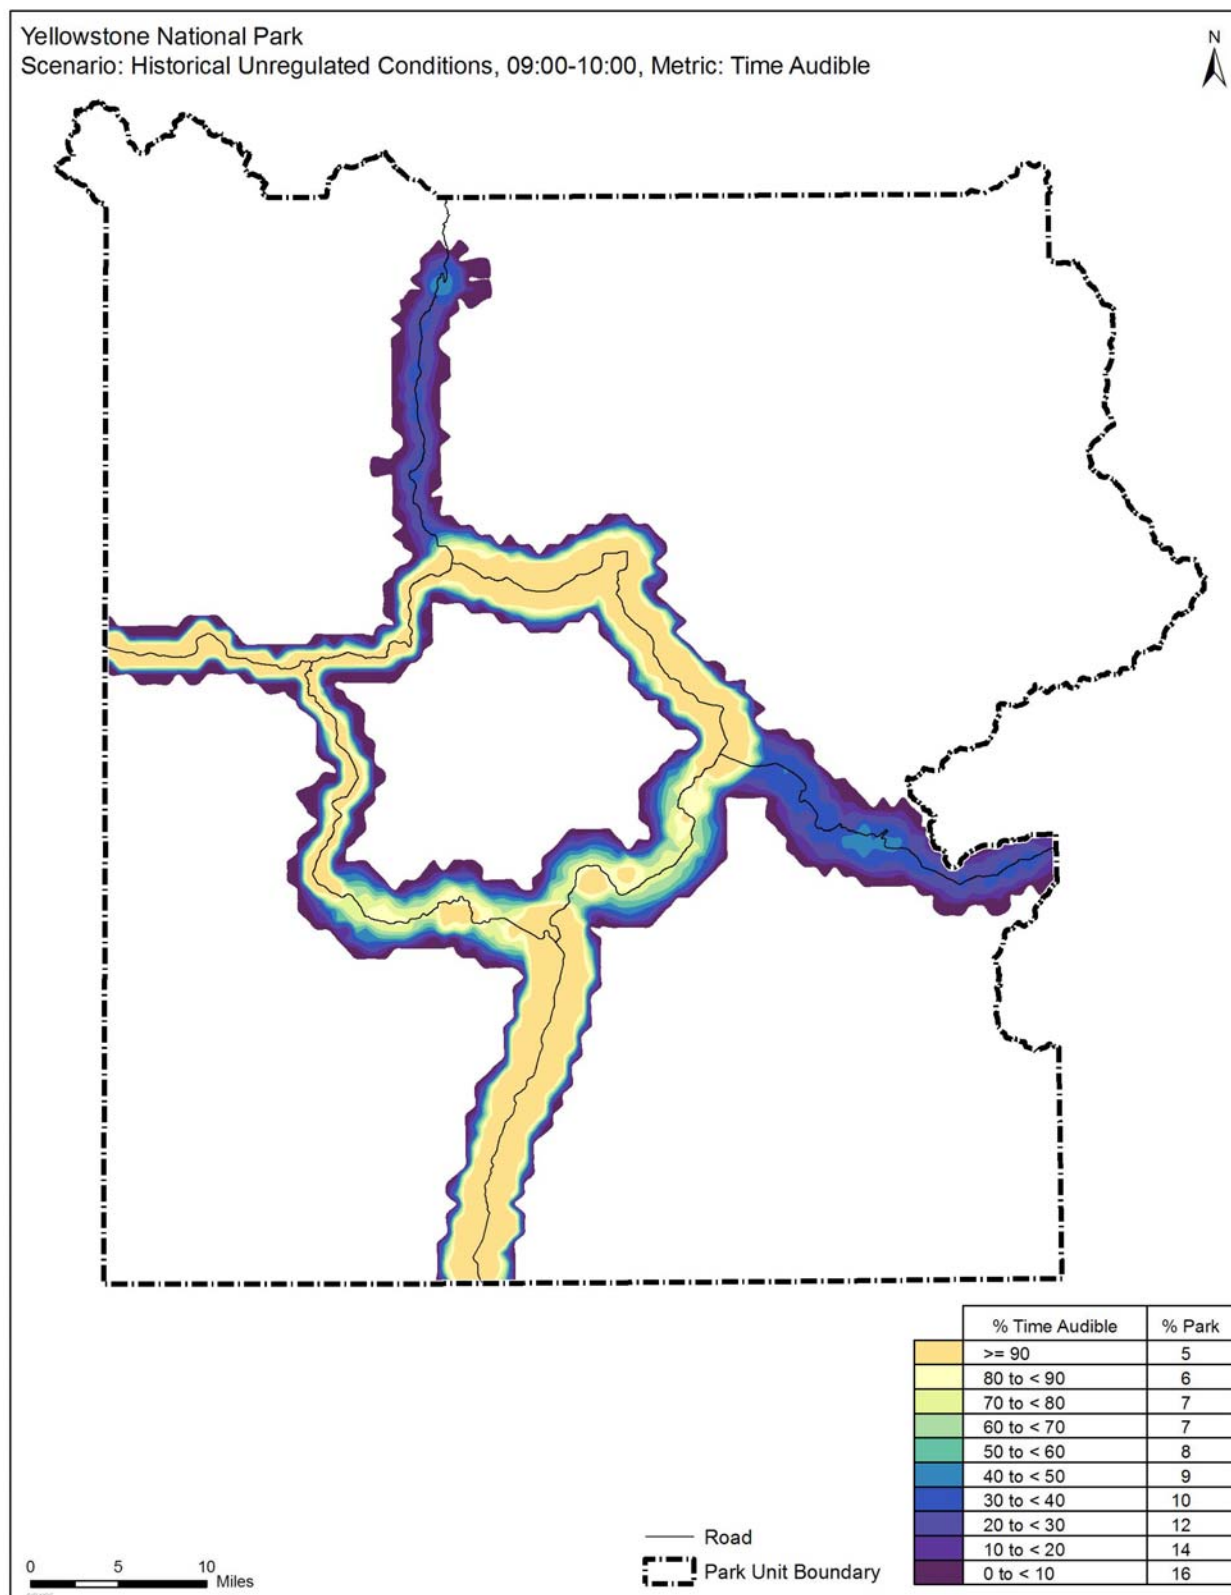 Yellowstone National Park
Scenario: Historical Unregulated Conditions, 09:00-10:00, Metric: Time Audible
N
% Time Audible % Park
>= 90 5
80 to < 90 6
70 to < 80 7
60 to < 70 7
50 to < 60 8
40 to < 50 9
30 to < 40 10
20 to < 30 12
10 to < 20 14
0 to < 10 16
Road
Park Unit Boundary
0 5 10
Miles